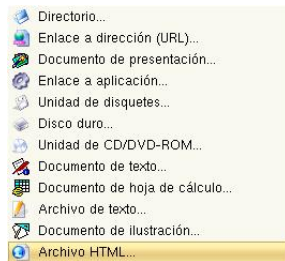 Directorio...
Enlace a dirección (URL)...
Documento de presentación...
Enlace a aplicación...
Unidad de disquetes...
Disco duro...
Unidad de CD/DVD-ROM...
Documento de texto...
Documento de hoja de cálculo...
Archivo de texto...
Documento de ilustración...
Archivo HTML...